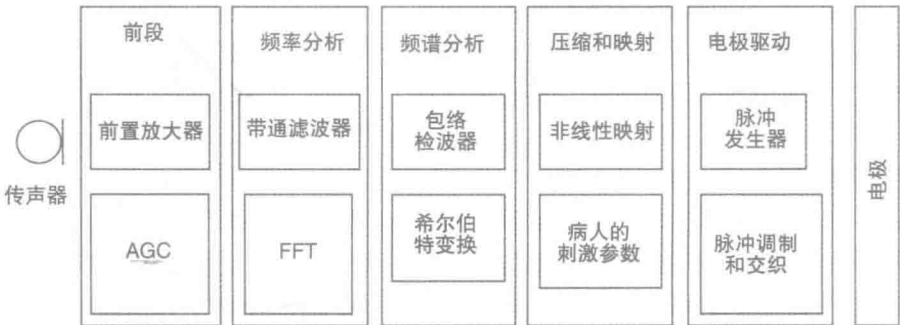 传声器
前段
前置放大器
AGC
频率分析
带通滤波器
FFT
频谱分析
包络
检波器
希尔伯
特变换
压缩和映射
非线性映射
病人的
刺激参数
电极驱动
脉冲
发生器
脉冲调制
和交织
电极